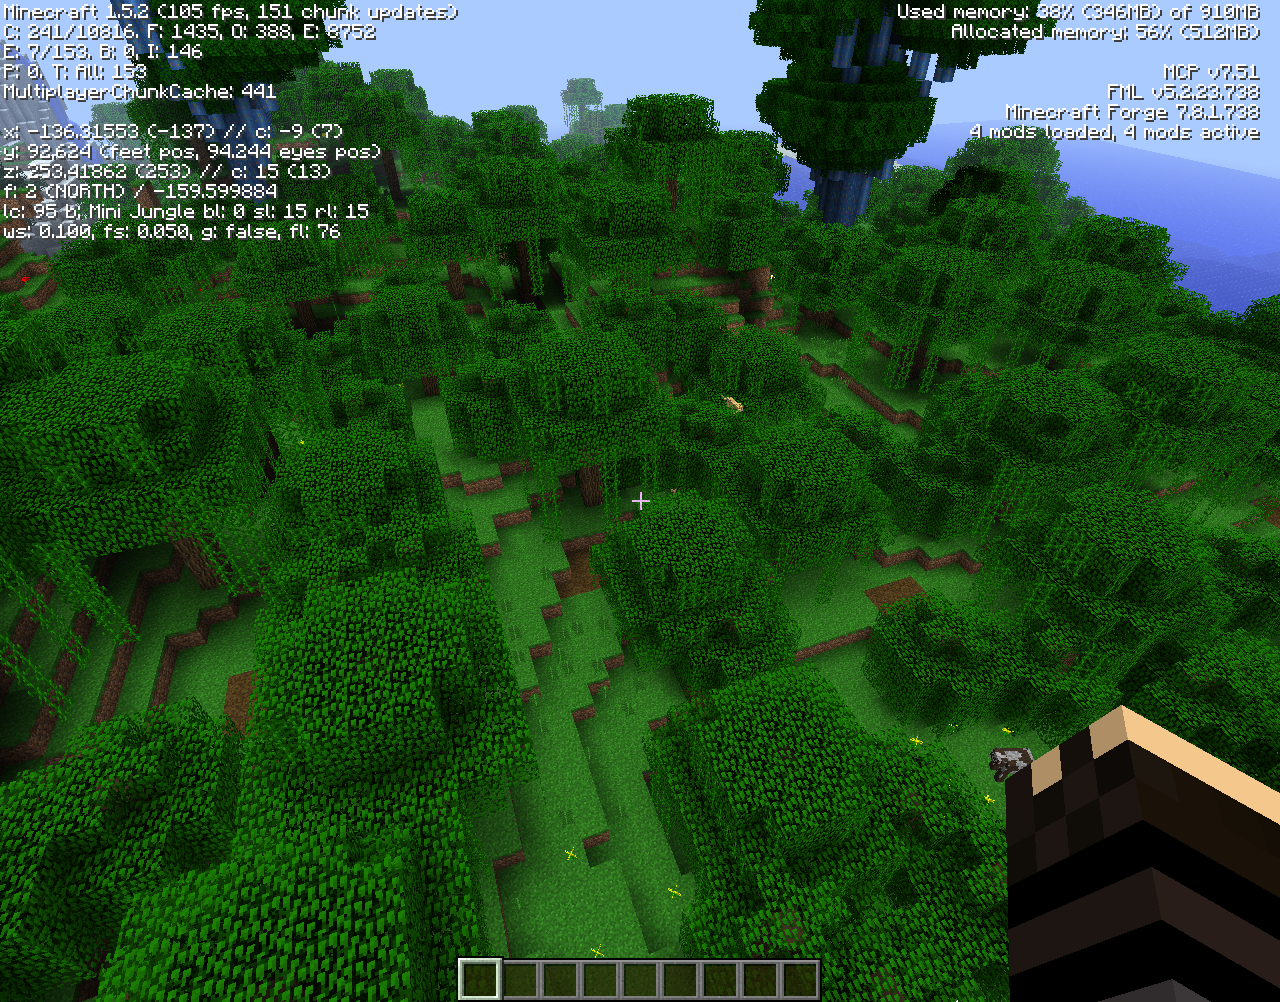 Minecraft 1.5.2 (105 fps, 151 chunk updates)
C: 241/10816. F: 1435, O: 388, E: 8752
E: 7/153. B: 0, I: 146
P: 0. T: All: 153
MultiplayerChunkCache: 441
x: -136.31553 (-137) // c: -9 (7)
y: 92.624 (feet pos, 94.244 eyes pos)
z: 253.41862 (253) // c: 15 (13)
f: 2 (NORTH) / -159.599884
lc: 95 b: Mini Jungle bl: 0 sl: 15 rl: 15
ws: 0.100, fs: 0.050, g: false, fl: 76
Used memory: 38% (346MB) of 910MB
Allocated memory: 56% (512MB)
MCP v7.51
FML v5.2.23.738
Minecraft Forge 7.8.1.738
4 mods loaded, 4 mods active